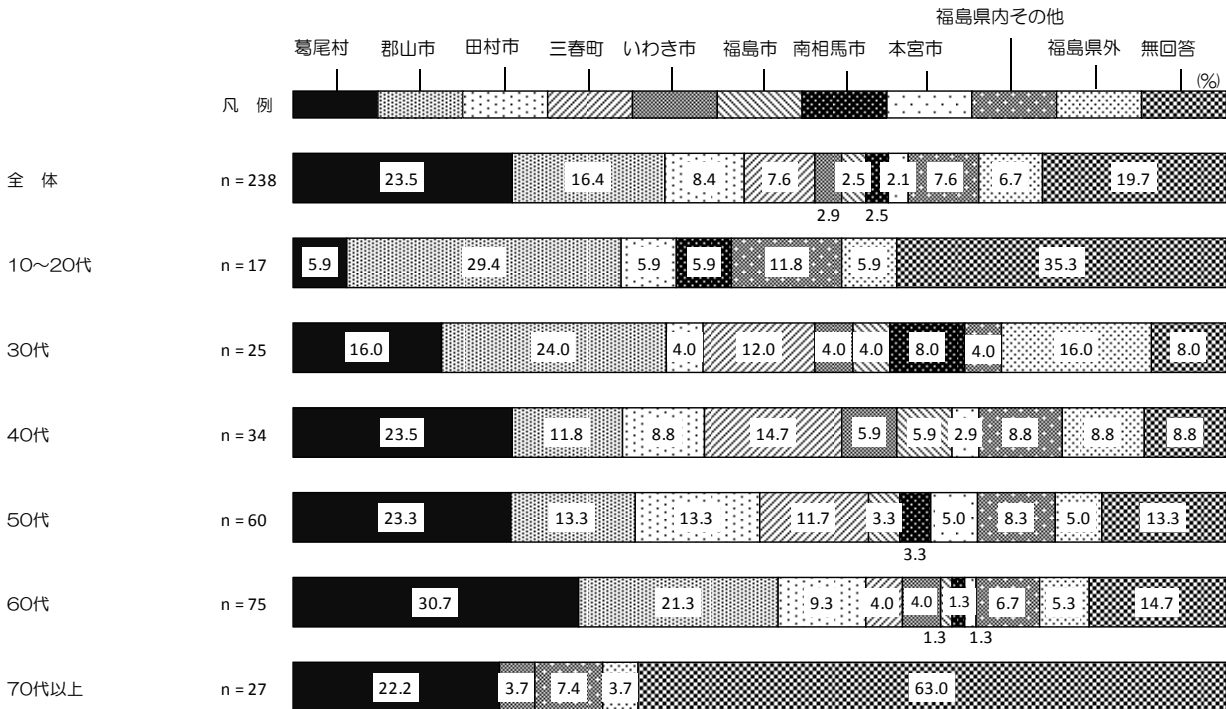 福島県内その他
葛尾村 郡山市 田村市 三春町 いわき市 福島市 南相馬市 本宮市 福島県外 無回答
(%)
凡 例
全 体 n = 238 23.5 16.4 8.4 7.6 2.5 2.1 7.6 6.7 19.7
2.9 2.5
10～20代 n = 17 5.9 29.4 5.9 5.9 11.8 5.9 35.3
30代 n = 25 16.0 24.0 4.0 12.0 4.0 4.0 8.0 4.0 16.0 8.0
40代 n = 34 23.5 11.8 8.8 14.7 5.9 5.9 2.9 8.8 8.8 8.8
50代 n = 60 23.3 13.3 13.3 11.7 3.3 5.0 8.3 5.0 13.3
3.3
60代 n = 75 30.7 21.3 9.3 4.0 4.0 1.3 6.7 5.3 14.7
1.3 1.3
70代以上 n = 27 22.2 3.7 7.4 3.7 63.0